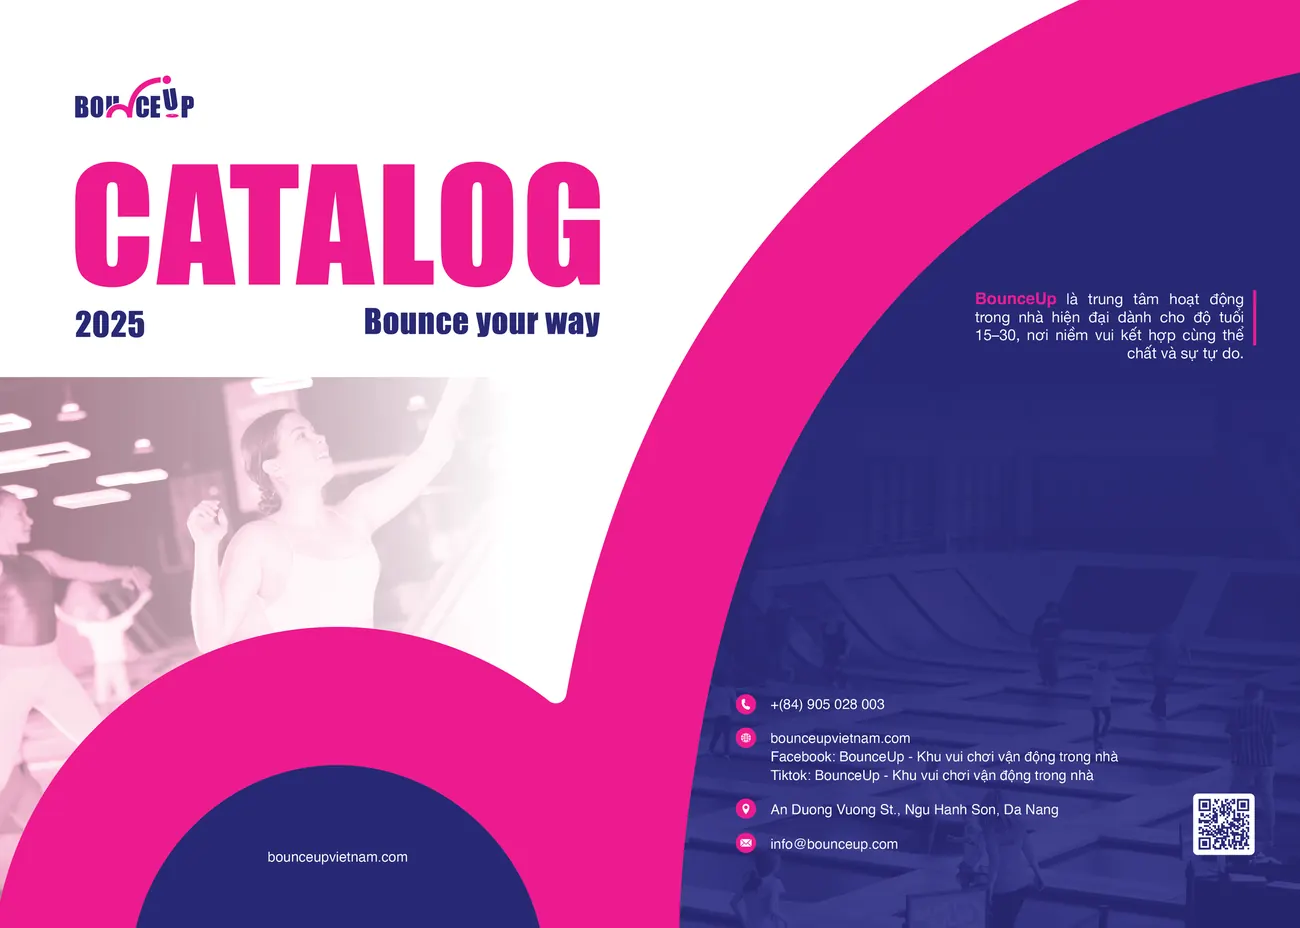 BOUNCEUP
CATALOG
2025
Bounce your way
bounceupvietnam.com
BounceUp là trung tâm hoạt động
trong nhà hiện đại dành cho độ tuổi
15–30, nơi niềm vui kết hợp cùng thể
chất và sự tự do.
+(84) 905 028 003
bounceupvietnam.com
Facebook: BounceUp - Khu vui chơi vận động trong nhà
Tiktok: BounceUp - Khu vui chơi vận động trong nhà
An Duong Vuong St., Ngu Hanh Son, Da Nang
info@bounceup.com